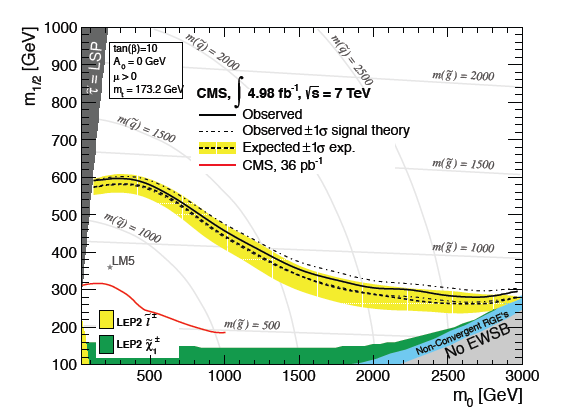 m₁/₂ [GeV]
1000
900
800
700
600
500
400
300
200
100
τ̃ = LSP
tan(β)=10
A₀ = 0 GeV
μ > 0
mₜ = 173.2 GeV
m(q̃) = 2000
m(q̃) = 2500
m(g̃) = 2000
CMS, ∫ 4.98 fb⁻¹, √s = 7 TeV
Observed
Observed ±1σ signal theory
Expected ±1σ exp.
CMS, 36 pb⁻¹
m(q̃) = 1500
m(g̃) = 1500
m(q̃) = 1000
m(g̃) = 1000
LM5
m(g̃) = 500
LEP2 l̃±
LEP2 χ̃₁±
Non-Convergent RGE's
No EWSB
500
1000
1500
2000
2500
3000
m₀ [GeV]